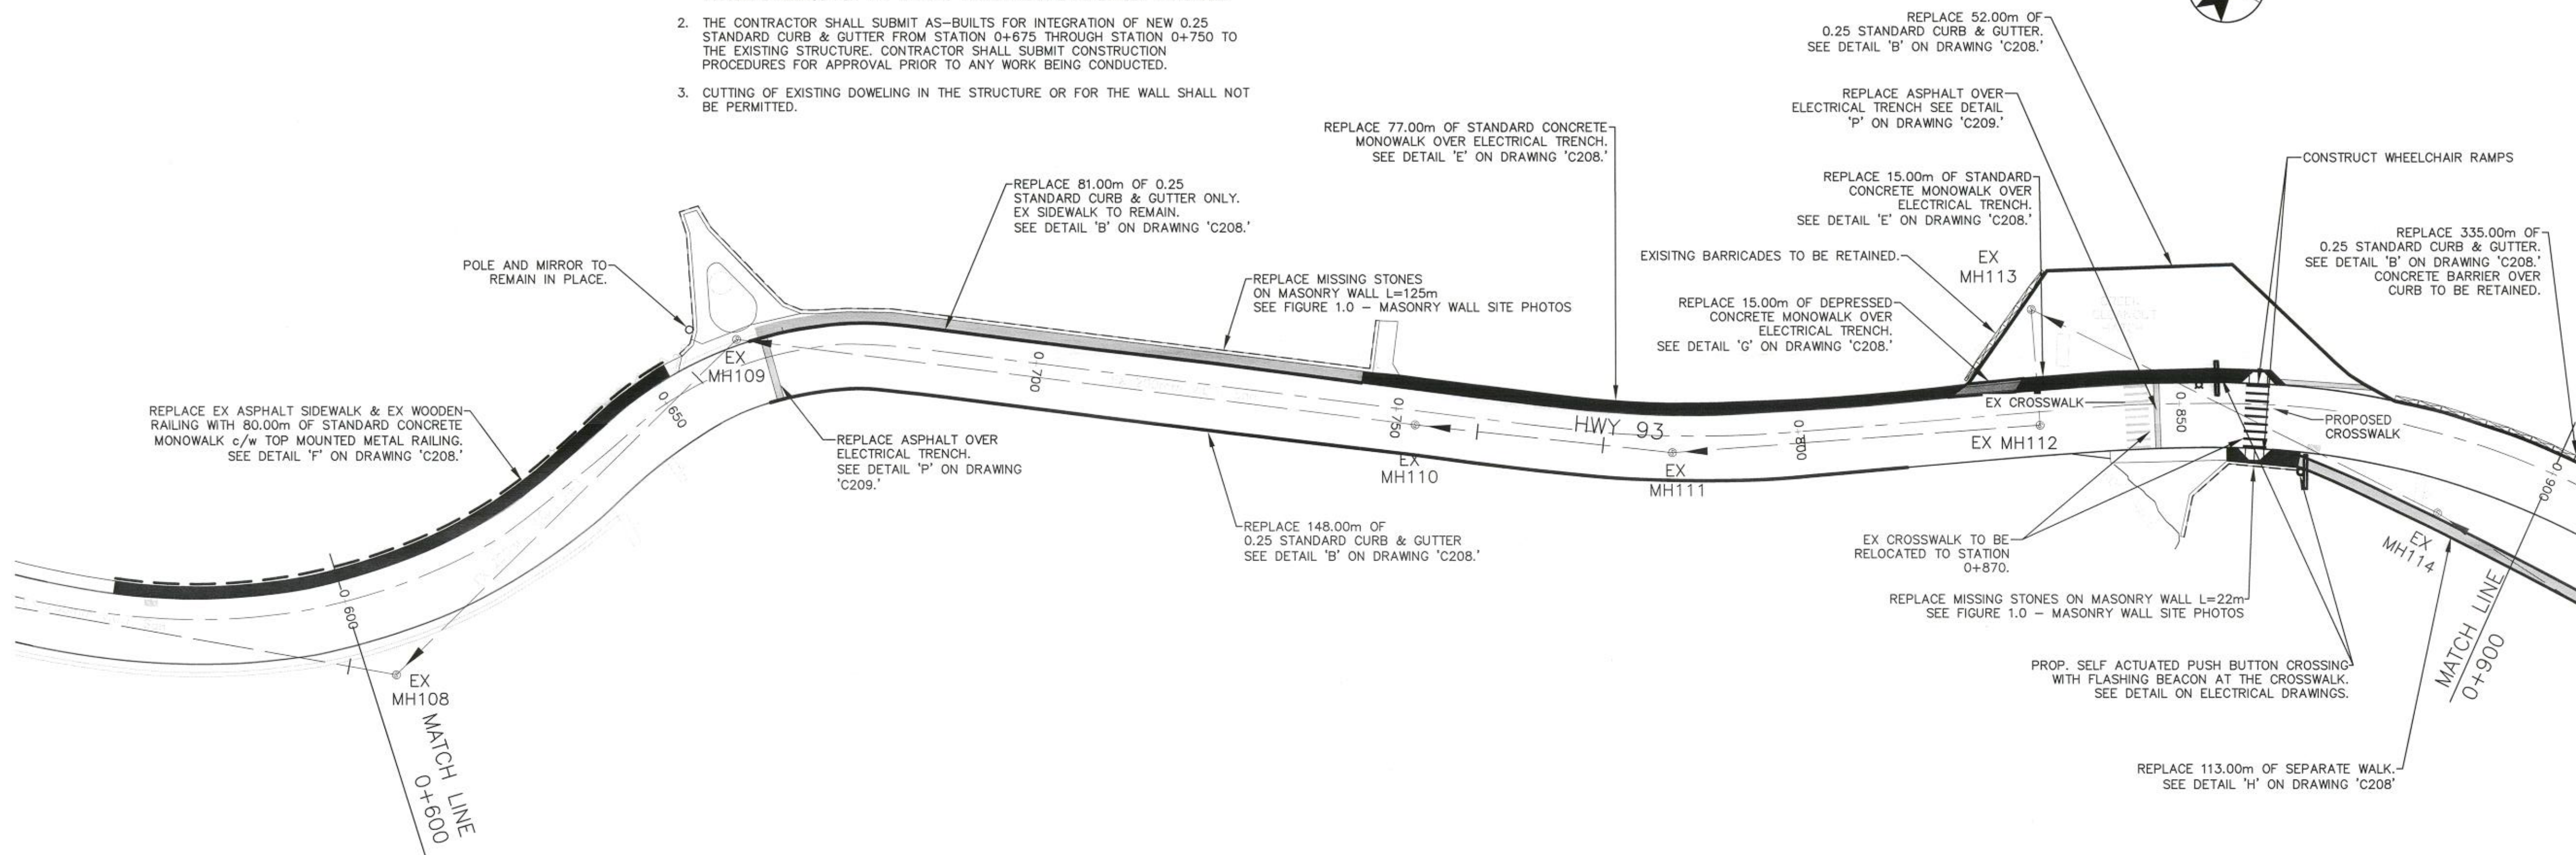 2. THE CONTRACTOR SHALL SUBMIT AS-BUILTS FOR INTEGRATION OF NEW 0.25
STANDARD CURB & GUTTER FROM STATION 0+675 THROUGH STATION 0+750 TO
THE EXISTING STRUCTURE. CONTRACTOR SHALL SUBMIT CONSTRUCTION
PROCEDURES FOR APPROVAL PRIOR TO ANY WORK BEING CONDUCTED.
3. CUTTING OF EXISTING DOWELING IN THE STRUCTURE OR FOR THE WALL SHALL NOT
BE PERMITTED.
REPLACE 52.00m OF
0.25 STANDARD CURB & GUTTER.
SEE DETAIL 'B' ON DRAWING 'C208.'
REPLACE ASPHALT OVER
ELECTRICAL TRENCH SEE DETAIL
'P' ON DRAWING 'C209.'
REPLACE 77.00m OF STANDARD CONCRETE
MONOWALK OVER ELECTRICAL TRENCH.
SEE DETAIL 'E' ON DRAWING 'C208.'
CONSTRUCT WHEELCHAIR RAMPS
REPLACE 81.00m OF 0.25
STANDARD CURB & GUTTER ONLY.
EX SIDEWALK TO REMAIN.
SEE DETAIL 'B' ON DRAWING 'C208.'
REPLACE 15.00m OF STANDARD
CONCRETE MONOWALK OVER
ELECTRICAL TRENCH.
SEE DETAIL 'E' ON DRAWING 'C208.'
REPLACE 335.00m OF
0.25 STANDARD CURB & GUTTER.
SEE DETAIL 'B' ON DRAWING 'C208.'
CONCRETE BARRIER OVER
CURB TO BE RETAINED.
POLE AND MIRROR TO
REMAIN IN PLACE.
REPLACE MISSING STONES
ON MASONRY WALL L=125m
SEE FIGURE 1.0 - MASONRY WALL SITE PHOTOS
EXISITNG BARRICADES TO BE RETAINED.
EX
MH113
REPLACE 15.00m OF DEPRESSED
CONCRETE MONOWALK OVER
ELECTRICAL TRENCH.
SEE DETAIL 'G' ON DRAWING 'C208.'
EX
MH109
0+700
0+650
0+750
HWY 93
0+800
EX CROSSWALK
0+850
PROPOSED
CROSSWALK
EX MH112
REPLACE EX ASPHALT SIDEWALK & EX WOODEN
RAILING WITH 80.00m OF STANDARD CONCRETE
MONOWALK c/w TOP MOUNTED METAL RAILING.
SEE DETAIL 'F' ON DRAWING 'C208.'
REPLACE ASPHALT OVER
ELECTRICAL TRENCH.
SEE DETAIL 'P' ON DRAWING
'C209.'
EX
MH110
EX
MH111
0+900
REPLACE 148.00m OF
0.25 STANDARD CURB & GUTTER
SEE DETAIL 'B' ON DRAWING 'C208.'
EX CROSSWALK TO BE
RELOCATED TO STATION
0+870.
EX
MH114
REPLACE MISSING STONES ON MASONRY WALL L=22m
SEE FIGURE 1.0 - MASONRY WALL SITE PHOTOS
0+600
EX
MH108
MATCH LINE
0+600
PROP. SELF ACTUATED PUSH BUTTON CROSSING
WITH FLASHING BEACON AT THE CROSSWALK.
SEE DETAIL ON ELECTRICAL DRAWINGS.
MATCH LINE
0+900
REPLACE 113.00m OF SEPARATE WALK.
SEE DETAIL 'H' ON DRAWING 'C208'